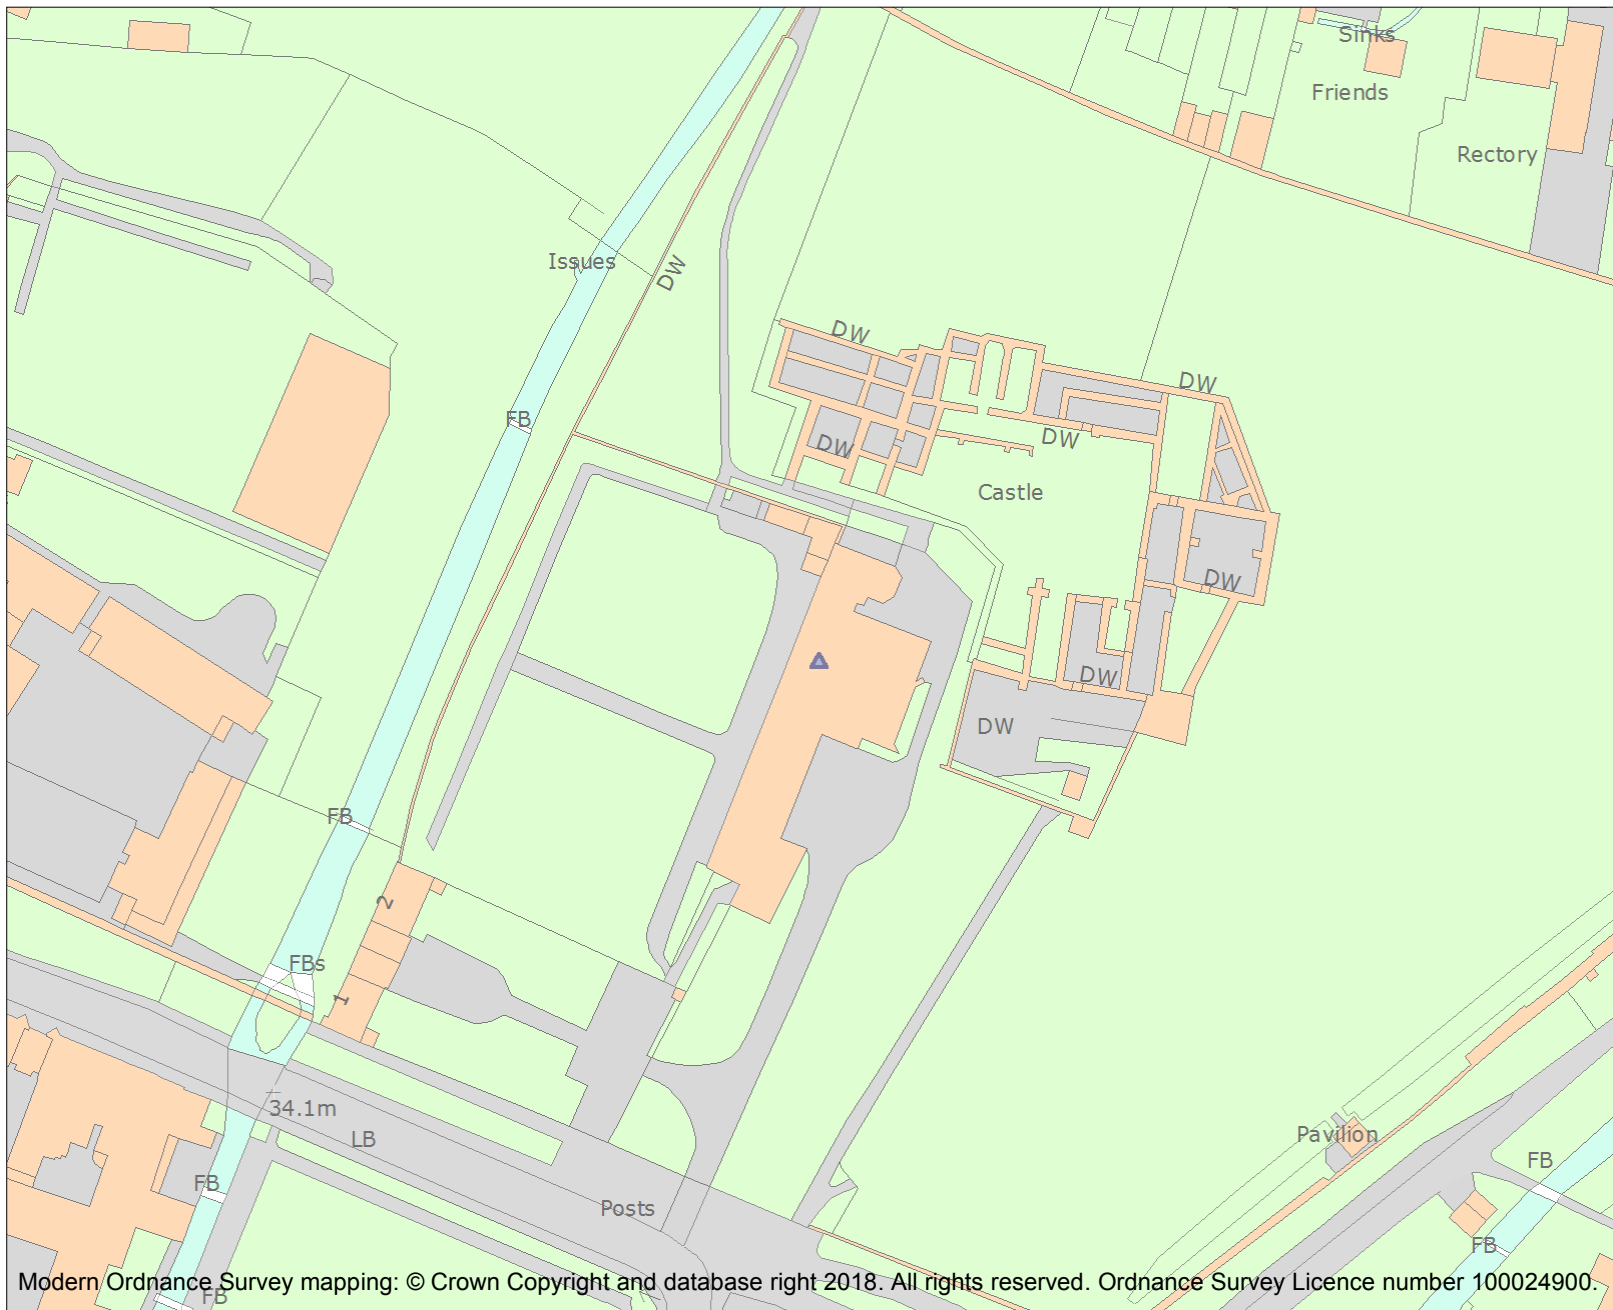 Sinks
Friends
Rectory
Issues
DW
DW
DW
FB
DW
DW
Castle
DW
DW
DW
FB
2
FBs
1
34.1m
LB
Pavilion
FB
FB
Posts
FB
Modern Ordnance Survey mapping: © Crown Copyright and database right 2018. All rights reserved. Ordnance Survey Licence number 100024900.
FB